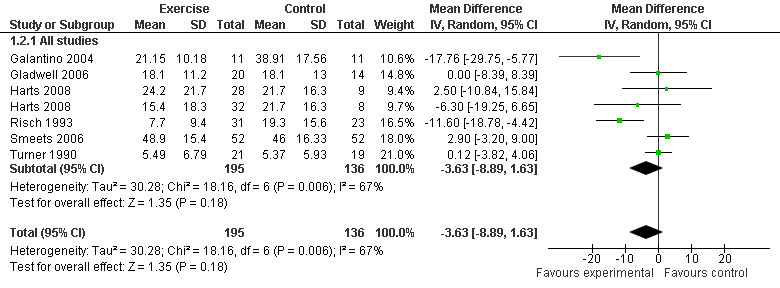 Exercise Control Mean Difference Mean Difference
Study or Subgroup Mean SD Total Mean SD Total Weight IV, Random, 95% CI IV, Random, 95% CI
1.2.1 All studies
Galantino 2004 21.15 10.18 11 38.91 17.56 11 10.6% -17.76 [-29.75, -5.77]
Gladwell 2006 18.1 11.2 20 18.1 13 14 14.8% 0.00 [-8.39, 8.39]
Harts 2008 24.2 21.7 28 21.7 16.3 9 9.5% 2.50 [-10.84, 15.84]
Harts 2008 15.4 18.3 32 21.7 16.3 8 9.8% -6.30 [-19.25, 6.65]
Risch 1993 7.7 9.4 31 19.3 15.6 23 16.3% -11.60 [-18.78, -4.42]
Smeets 2006 48.9 15.4 52 46 16.33 52 18.0% 2.90 [-3.20, 9.00]
Turner 1990 5.49 6.79 21 5.37 5.93 19 21.0% 0.12 [-3.82, 4.06]
Subtotal (95% CI) 195 136 100.0% -3.63 [-8.89, 1.63]
Heterogeneity: Tau² = 30.28; Chi² = 18.16, df = 6 (P = 0.006); I² = 67%
Test for overall effect: Z = 1.35 (P = 0.18)
Total (95% CI) 195 136 100.0% -3.63 [-8.89, 1.63]
Heterogeneity: Tau² = 30.28; Chi² = 18.16, df = 6 (P = 0.006); I² = 67%
Test for overall effect: Z = 1.35 (P = 0.18)
-20 -10 0 10 20
Favours experimental Favours control